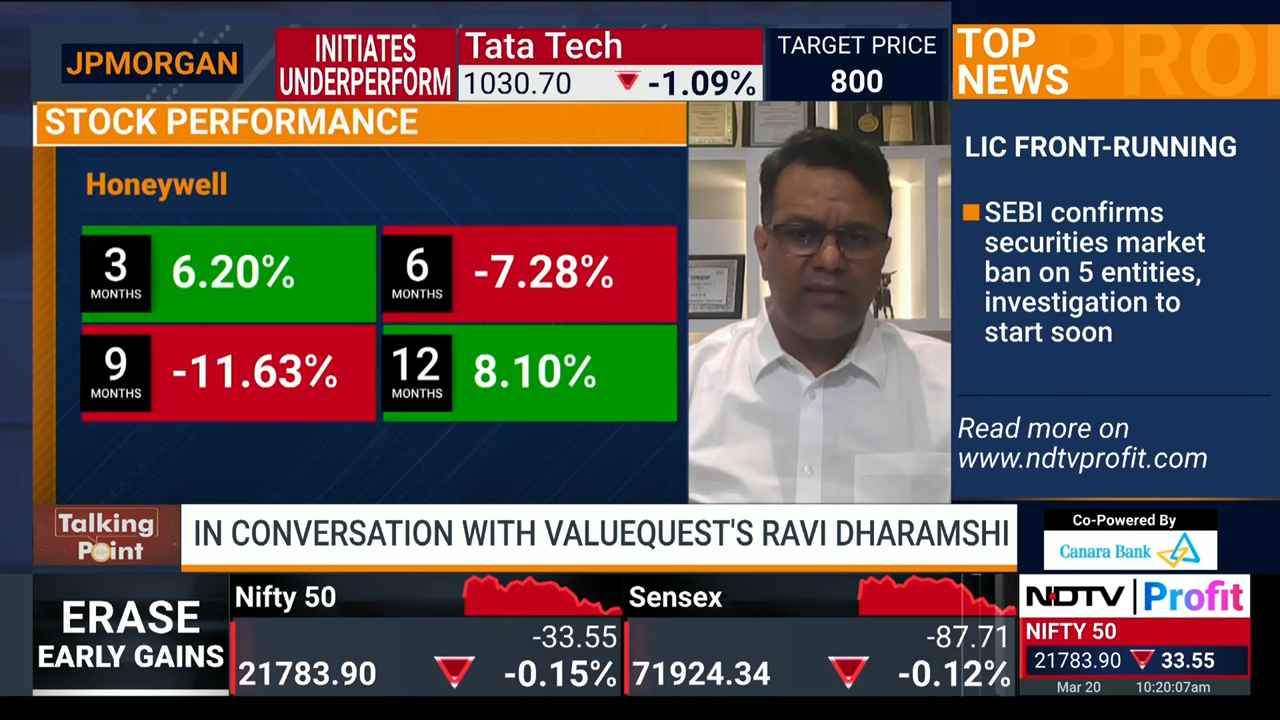 JPMORGAN
INITIATES
UNDERPERFORM
Tata Tech
1030.70 -1.09%
TARGET PRICE
800
TOP
NEWS
PRO
STOCK PERFORMANCE
Honeywell
3
MONTHS
6.20%
6
MONTHS
-7.28%
9
MONTHS
-11.63%
12
MONTHS
8.10%
LIC FRONT-RUNNING
SEBI confirms
securities market
ban on 5 entities,
investigation to
start soon
Read more on
www.ndtvprofit.com
Talking
Point
IN CONVERSATION WITH VALUEQUEST'S RAVI DHARAMSHI
Co-Powered By
Canara Bank
ERASE
EARLY GAINS
Nifty 50
-33.55
21783.90 -0.15%
Sensex
-87.71
71924.34 -0.12%
NDTV Profit
NIFTY 50
21783.90 33.55
Mar 20 10:20:07am